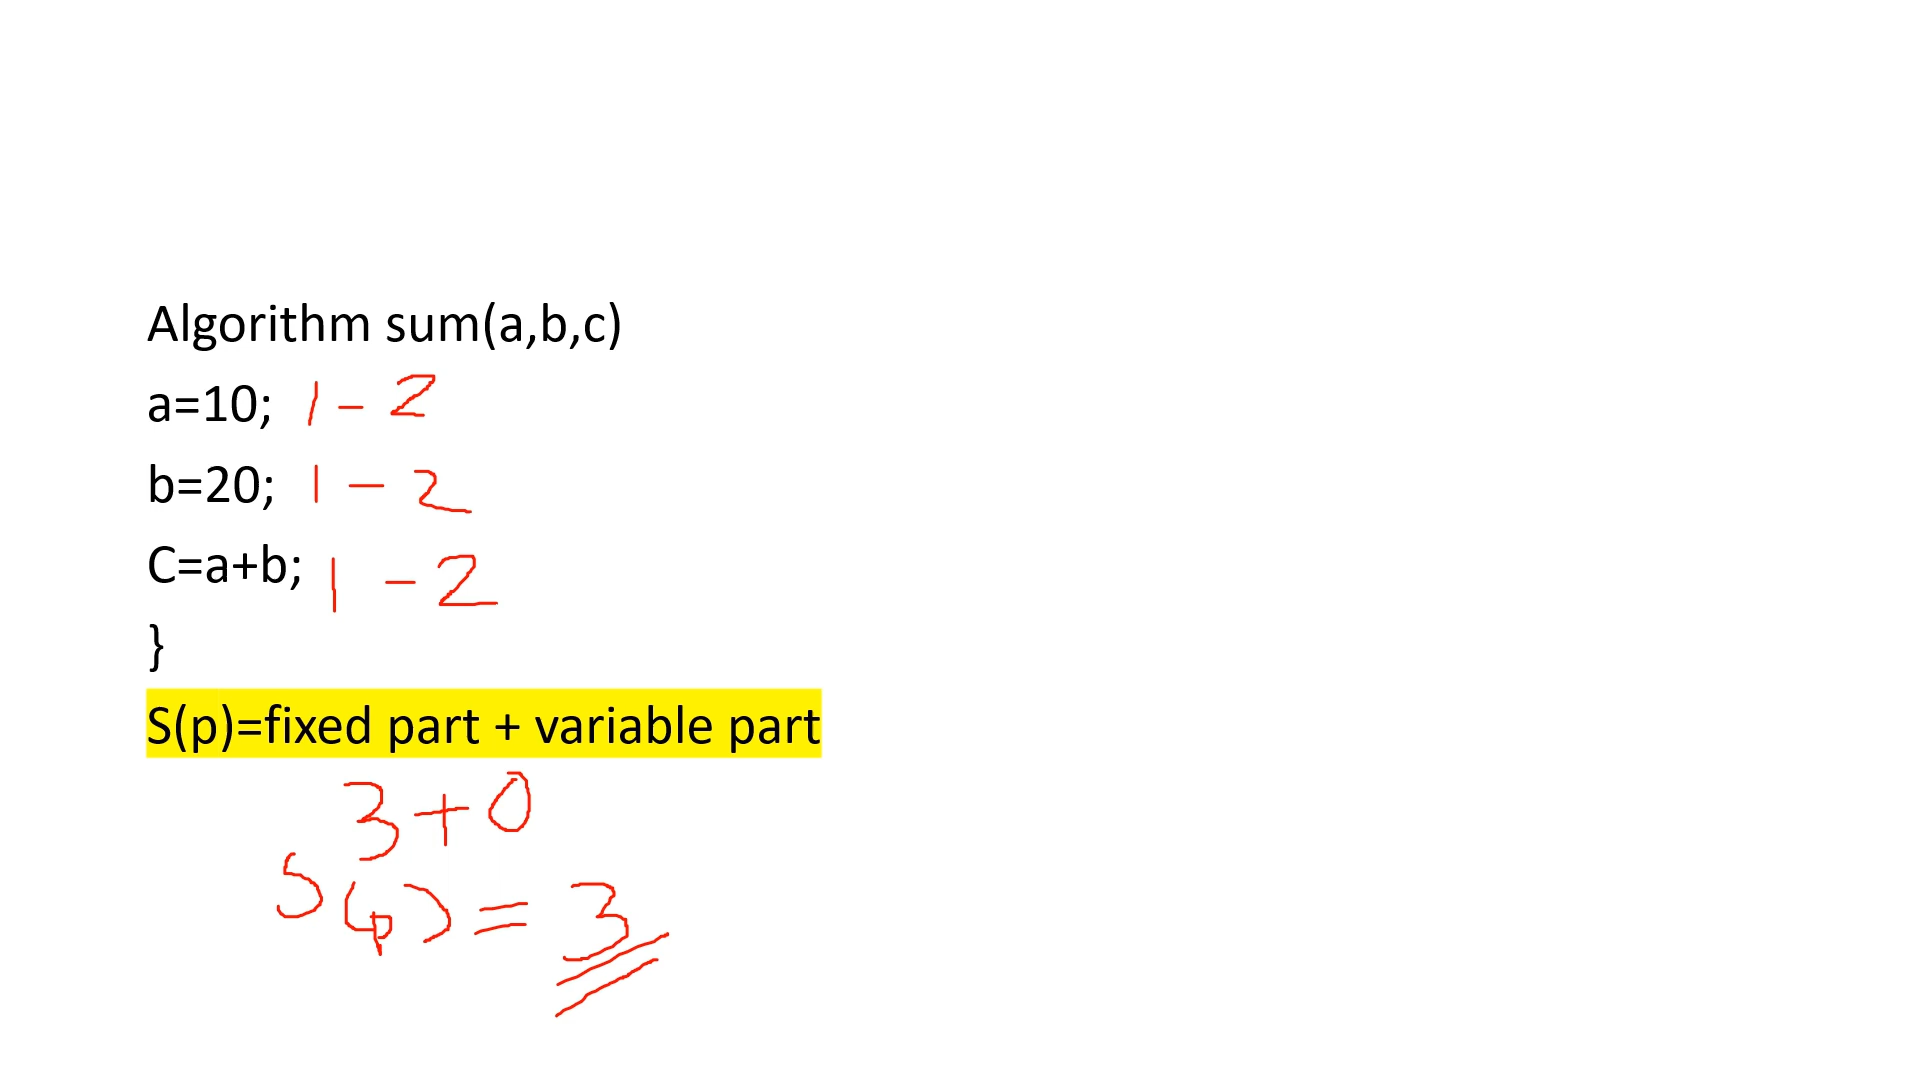 Algorithm sum(a,b,c)
a=10; 1 - 2
b=20; 1 - 2
C=a+b; 1 - 2
}
S(p)=fixed part + variable part
3+0
S(p) = 3